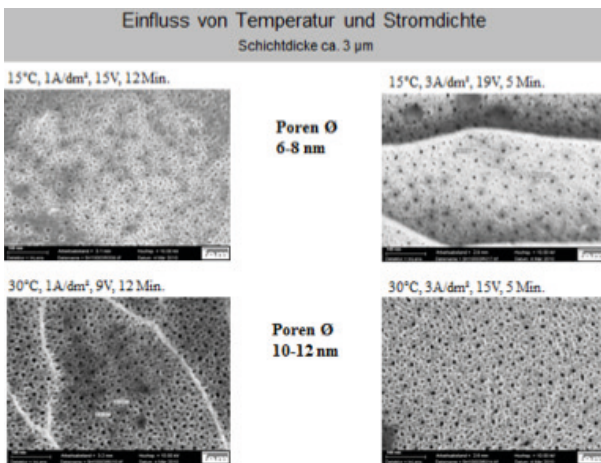 Einfluss von Temperatur und Stromdichte
Schichtdicke ca. 3 µm
15°C, 1A/dm², 15V, 12 Min.
15°C, 3A/dm², 19V, 5 Min.
Poren Ø
6-8 nm
30°C, 1A/dm², 9V, 12 Min.
30°C, 3A/dm², 15V, 5 Min.
Poren Ø
10-12 nm